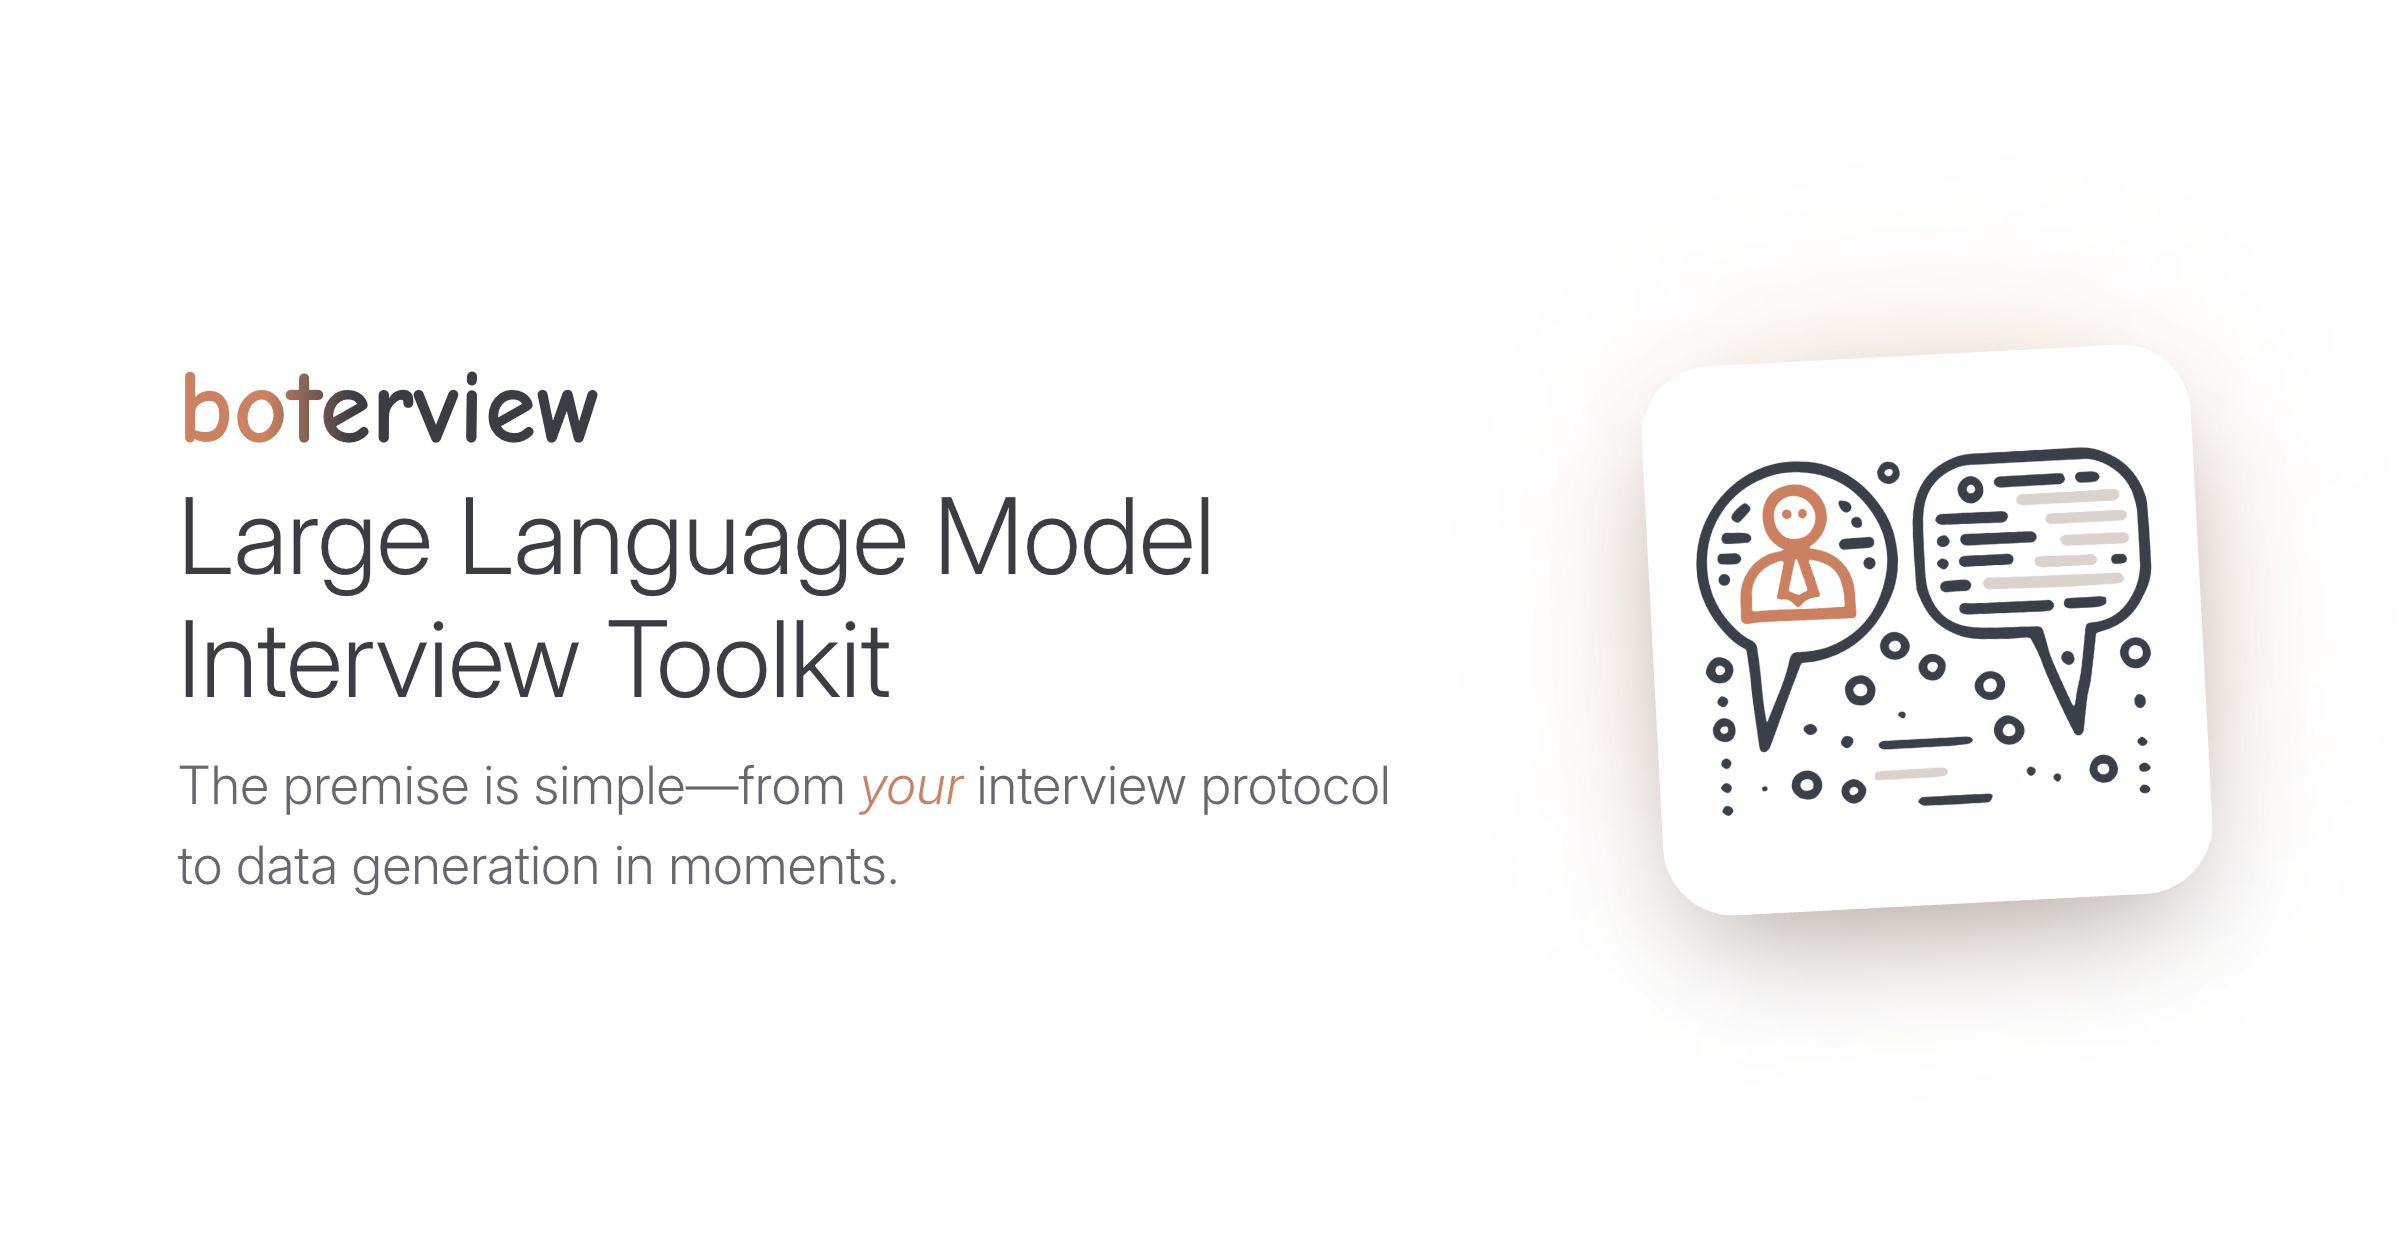 boterview
Large Language Model
Interview Toolkit
The premise is simple—from your interview protocol
to data generation in moments.